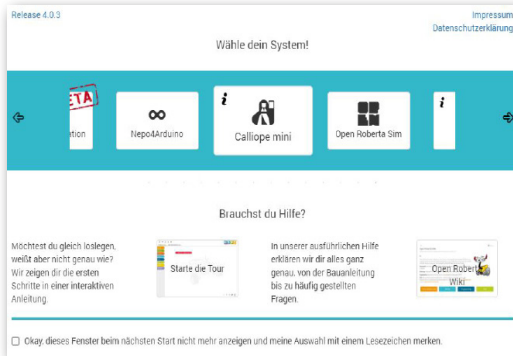 Release 4.0.3
Impressum
Datenschutzerklärung
Wähle dein System!
ETA
tion
Nepo4Arduino
i
Calliope mini
Open Roberta Sim
i
Brauchst du Hilfe?
Möchtest du gleich loslegen,
weißt aber nicht genau wie?
Wir zeigen dir die ersten
Schritte in einer interaktiven
Anleitung.
Starte die Tour
In unserer ausführlichen Hilfe
erklären wir dir alles ganz
genau, von der Bauanleitung
bis zu häufig gestellten
Fragen.
Open Robert
Wiki
Okay, dieses Fenster beim nächsten Start nicht mehr anzeigen und meine Auswahl mit einem Lesezeichen merken.